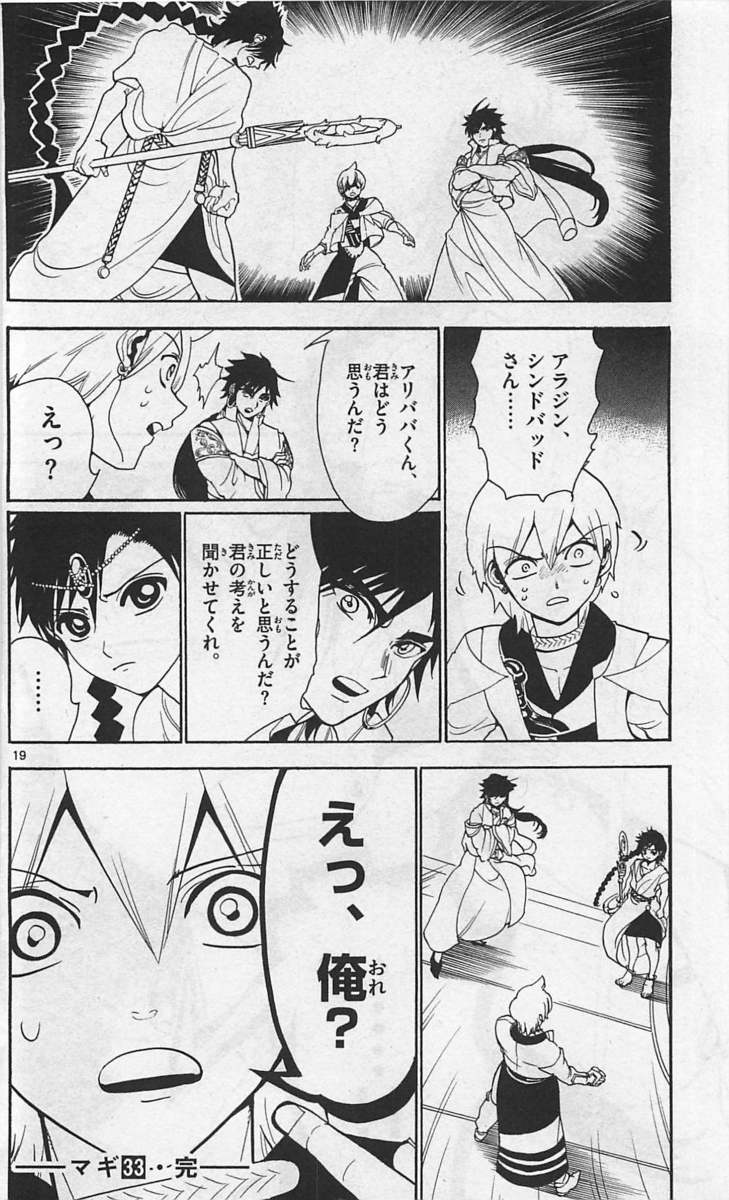 アラジン、
シンドバッド
さん……
アリババくん、
君はどう
思うんだ？
えっ？
どうすることが
正しいと思うんだ？
君の考えを
聞かせてくれ。
……
19
えっ、
俺？
マギ33・・完